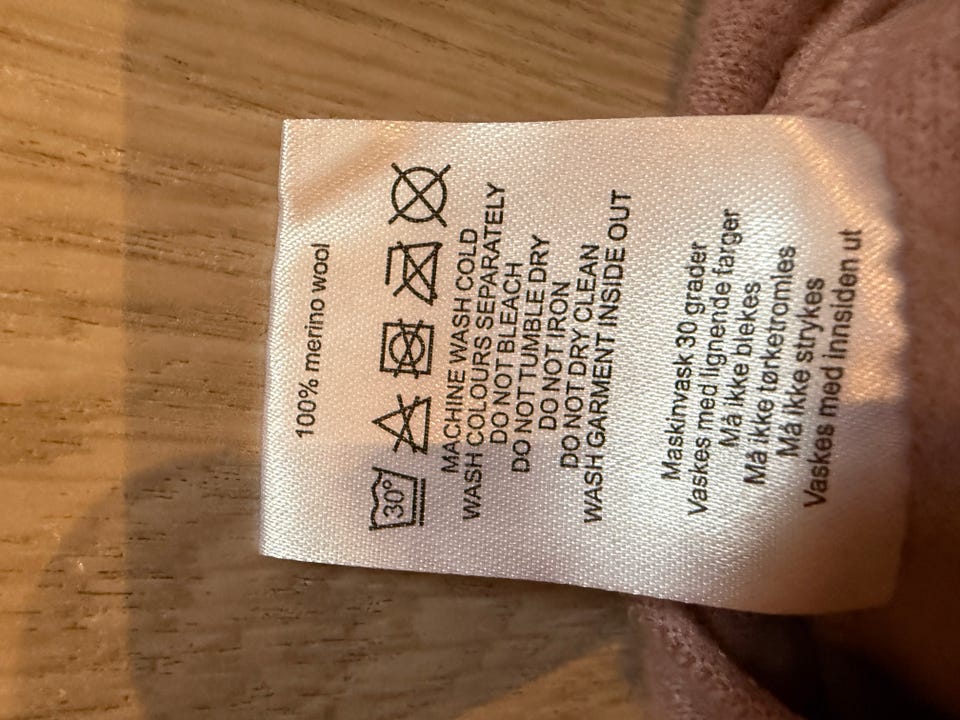 100% merino wool
30°
MACHINE WASH COLD
WASH COLOURS SEPARATELY
DO NOT BLEACH
DO NOT TUMBLE DRY
DO NOT IRON
DO NOT DRY CLEAN
WASH GARMENT INSIDE OUT
Maskinvask 30 grader
Vaskes med lignende farger
Må ikke blekes
Må ikke tørketromles
Må ikke strykes
Vaskes med innsiden ut